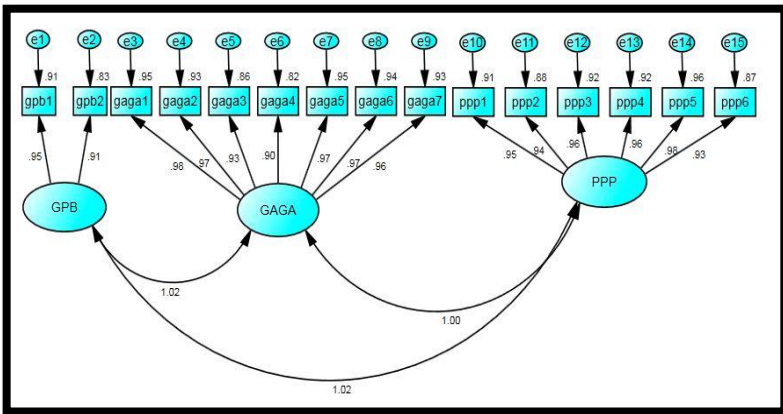 e1 e2 e3 e4 e5 e6 e7 e8 e9 e10 e11 e12 e13 e14 e15
.91 .83 .95 .93 .86 .82 .95 .94 .93 .91 .88 .92 .92 .96 .87
gpb1 gpb2 gaga1 gaga2 gaga3 gaga4 gaga5 gaga6 gaga7 ppp1 ppp2 ppp3 ppp4 ppp5 ppp6
.95 .91 .98 .97 .93 .90 .97 .97 .96 .95 .94 .96 .96 .98 .93
GPB GAGA PPP
1.02
1.00
1.02